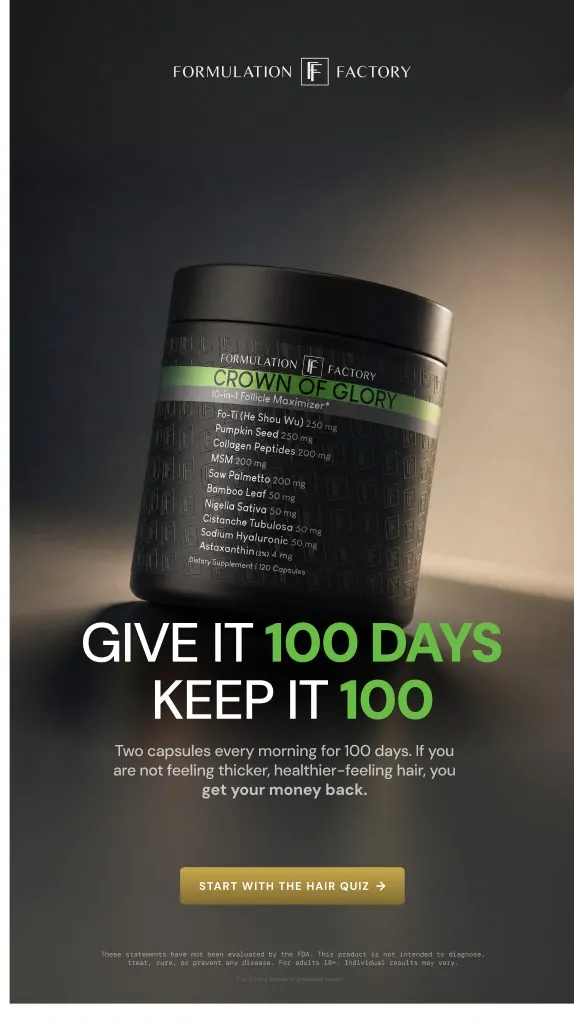 FORMULATION F FACTORY
FORMULATION F FACTORY
CROWN OF GLORY
10-in-1 Follicle Maximizer*
Fo-Ti (He Shou Wu) 250 mg
Pumpkin Seed 250 mg
Collagen Peptides 200 mg
MSM 200 mg
Saw Palmetto 200 mg
Bamboo Leaf 50 mg
Nigella Sativa 50 mg
Cistanche Tubulosa 50 mg
Sodium Hyaluronic 50 mg
Astaxanthin (2%) 4 mg
Dietary Supplement | 120 Capsules
GIVE IT 100 DAYS
KEEP IT 100
Two capsules every morning for 100 days. If you
are not feeling thicker, healthier-feeling hair, you
get your money back.
START WITH THE HAIR QUIZ →
These statements have not been evaluated by the FDA. This product is not intended to diagnose,
treat, cure, or prevent any disease. For adults 18+. Individual results may vary.